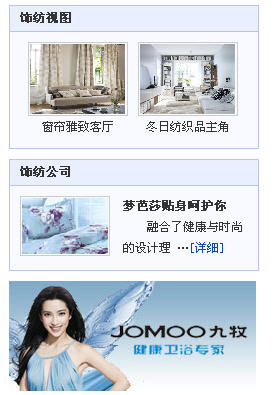 饰纺视图
窗帘雅致客厅
冬日纺织品主角
饰纺公司
梦芭莎贴身呵护你
融合了健康与时尚
的设计理 …[详细]
JOMOO九牧
健康卫浴专家